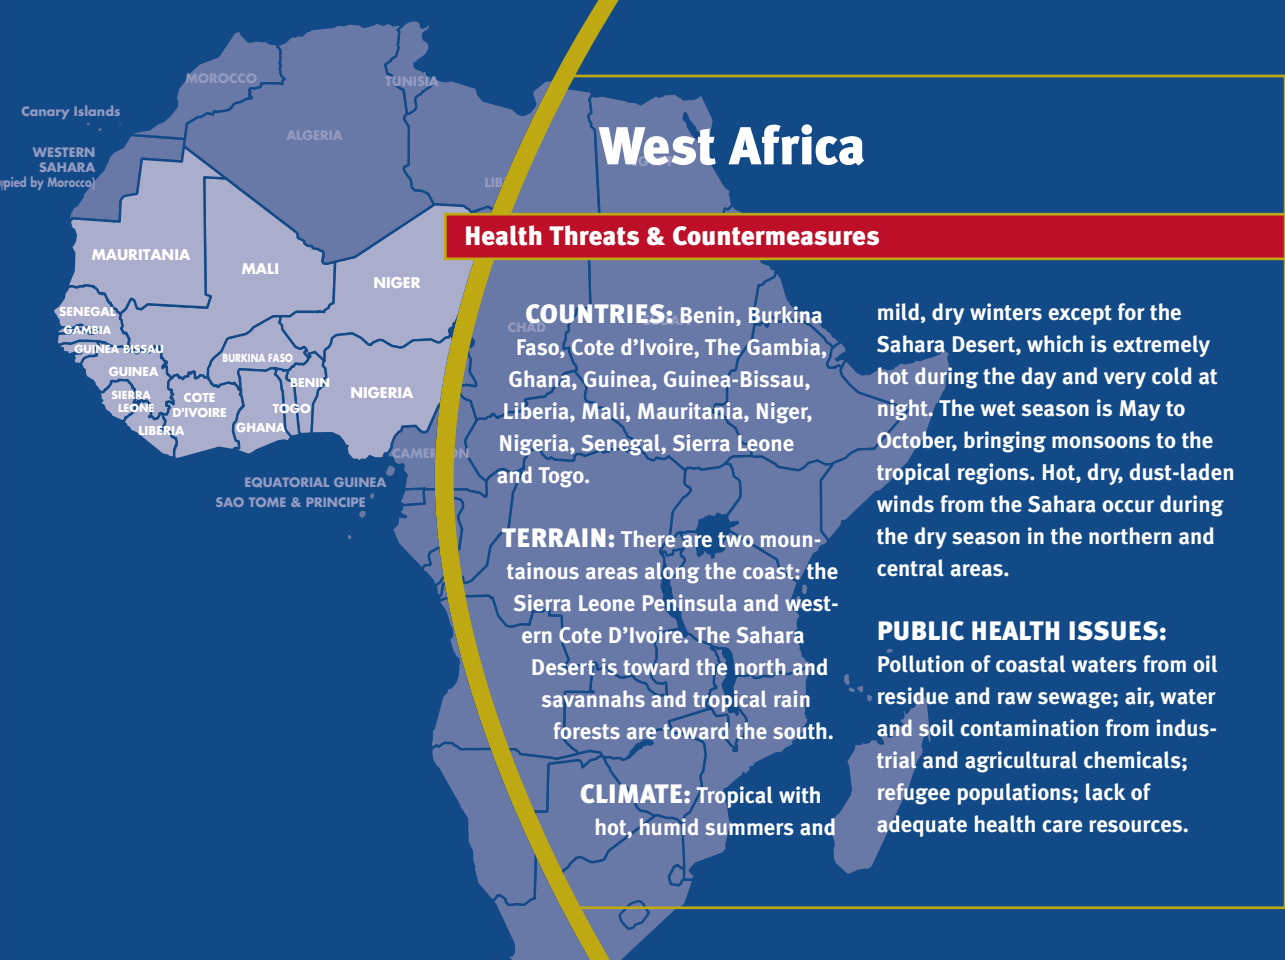 MOROCCO
TUNISIA
Canary Islands
ALGERIA
WESTERN
SAHARA
pied by Morocco)
LIB
West Africa
Health Threats & Countermeasures
MAURITANIA
MALI
NIGER
SENEGAL
GAMBIA
GUINEA BISSAU
GUINEA
BURKINA FASO
SIERRA
LEONE
COTE
D'IVOIRE
BENIN
TOGO
NIGERIA
LIBERIA
GHANA
CHAD
CAMEROON
EQUATORIAL GUINEA
SAO TOME & PRINCIPE
COUNTRIES: Benin, Burkina
Faso, Cote d'Ivoire, The Gambia,
Ghana, Guinea, Guinea-Bissau,
Liberia, Mali, Mauritania, Niger,
Nigeria, Senegal, Sierra Leone
and Togo.
TERRAIN: There are two moun-
tainous areas along the coast: the
Sierra Leone Peninsula and west-
ern Cote D'Ivoire. The Sahara
Desert is toward the north and
savannahs and tropical rain
forests are toward the south.
CLIMATE: Tropical with
hot, humid summers and
mild, dry winters except for the
Sahara Desert, which is extremely
hot during the day and very cold at
night. The wet season is May to
October, bringing monsoons to the
tropical regions. Hot, dry, dust-laden
winds from the Sahara occur during
the dry season in the northern and
central areas.
PUBLIC HEALTH ISSUES:
Pollution of coastal waters from oil
residue and raw sewage; air, water
and soil contamination from indus-
trial and agricultural chemicals;
refugee populations; lack of
adequate health care resources.